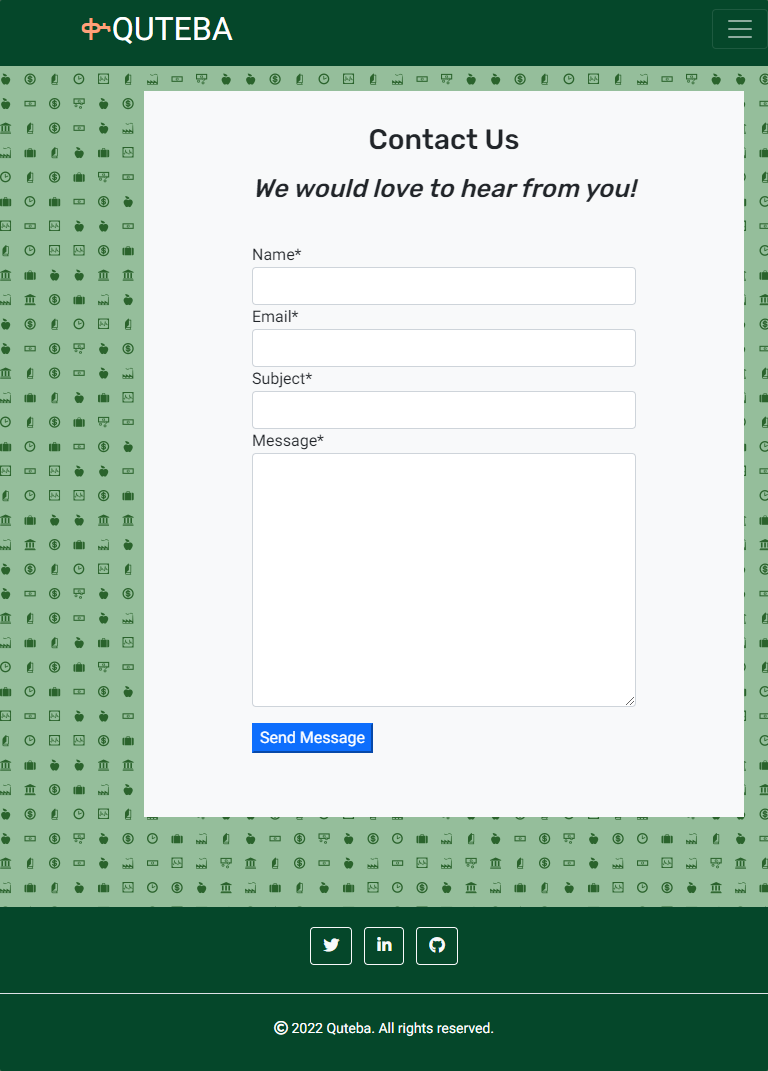 ቁQUTEBA
Contact Us
We would love to hear from you!
Name*
Email*
Subject*
Message*
Send Message
© 2022 Quteba. All rights reserved.